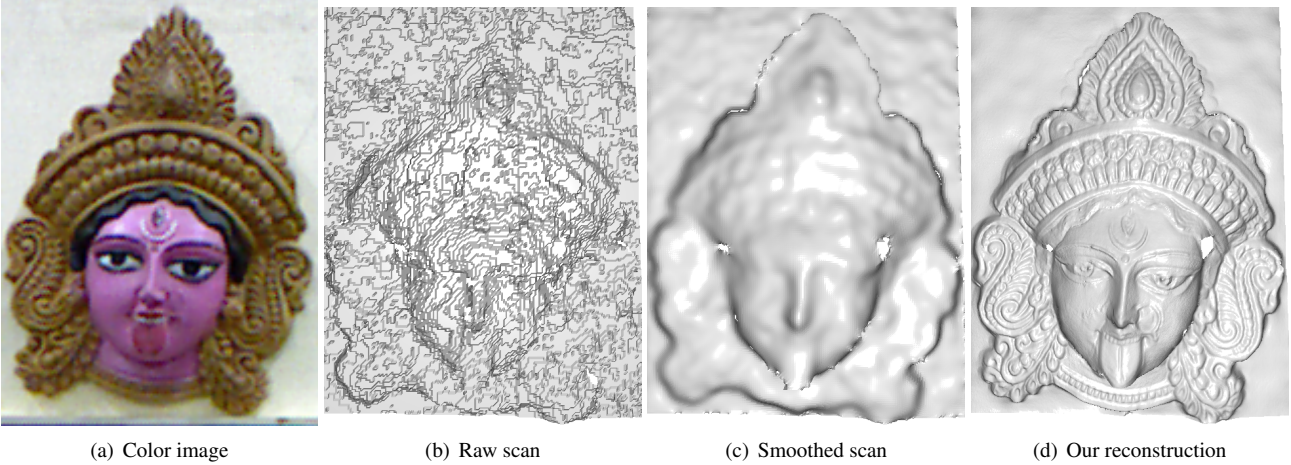 (a) Color image
(b) Raw scan
(c) Smoothed scan
(d) Our reconstruction